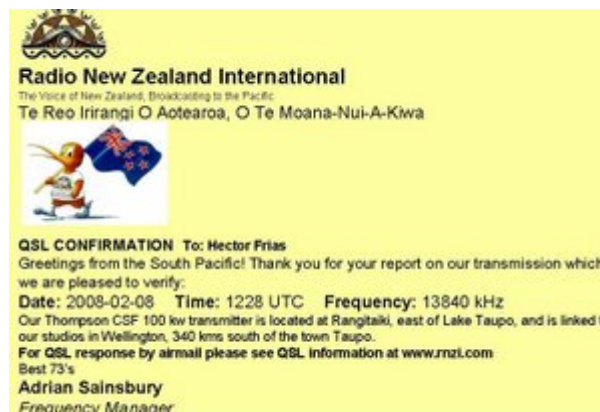 Radio New Zealand International
The Voice of New Zealand, Broadcasting to the Pacific
Te Reo Irirangi O Aotearoa, O Te Moana-Nui-A-Kiwa
QSL CONFIRMATION To: Hector Frias
Greetings from the South Pacific! Thank you for your report on our transmission which
we are pleased to verify:
Date: 2008-02-08 Time: 1228 UTC Frequency: 13840 kHz
Our Thompson CSF 100 kw transmitter is located at Rangitaiki, east of Lake Taupo, and is linked
our studios in Wellington, 340 kms south of the town Taupo.
For QSL response by airmail please see QSL information at www.rnzi.com
Best 73's
Adrian Sainsbury
Frequency Manager